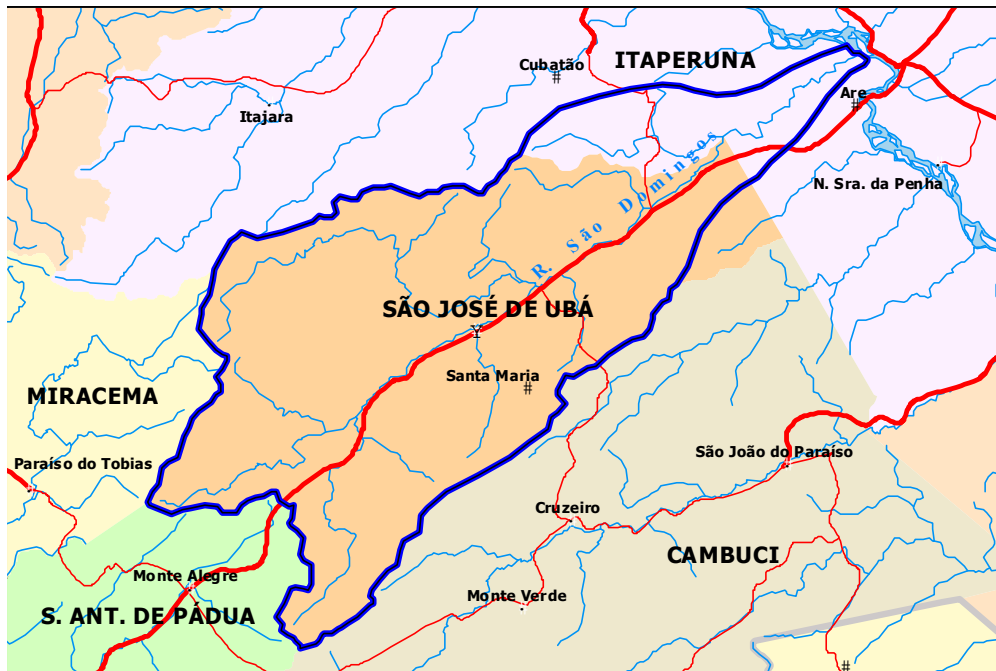 Cubatão
ITAPERUNA
Are
Itajara
N. Sra. da Penha
R. São Domingos
SÃO JOSÉ DE UBÁ
Santa Maria
MIRACEMA
São João do Paraíso
Paraíso do Tobias
Cruzeiro
CAMBUCI
Monte Alegre
Monte Verde
S. ANT. DE PÁDUA